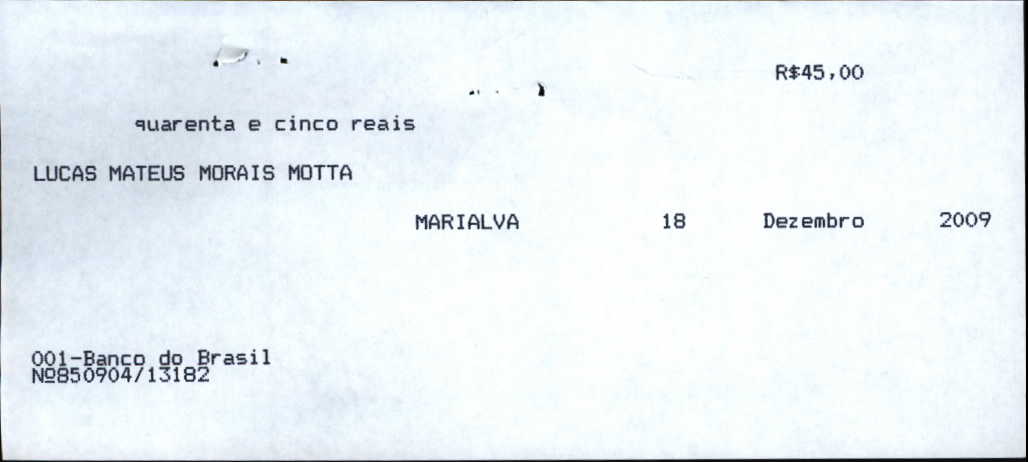 R$45,00
quarenta e cinco reais
LUCAS MATEUS MORAIS MOTTA
MARIALVA 18 Dezembro 2009
001-Banco do Brasil
Nº850904/13182